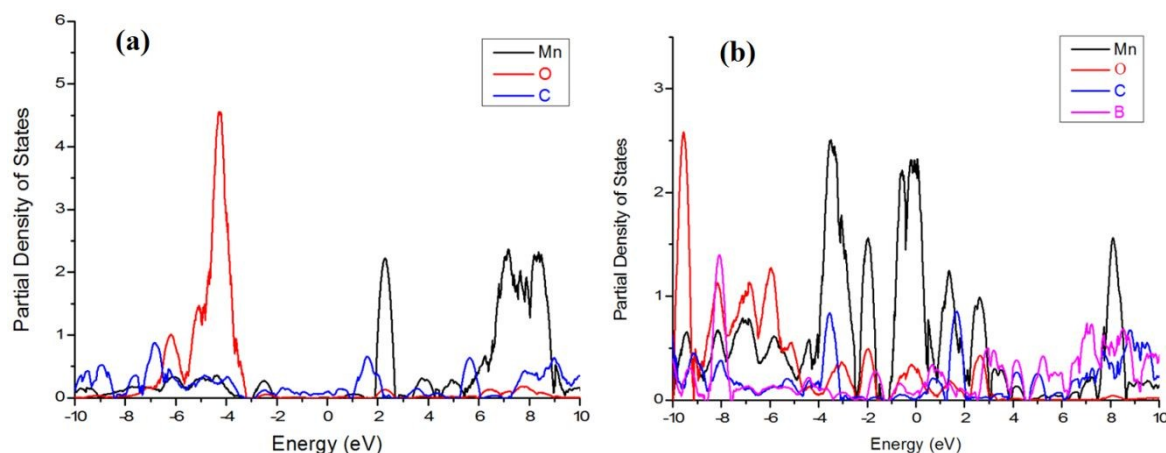 (a)
Partial Density of States
6
5
4
3
2
1
0
Mn
O
C
-10 -8 -6 -4 -2 0 2 4 6 8 10
Energy (eV)
(b)
Partial Density of States
3
2
1
0
Mn
O
C
B
-10 -8 -6 -4 -2 0 2 4 6 8 10
Energy (eV)